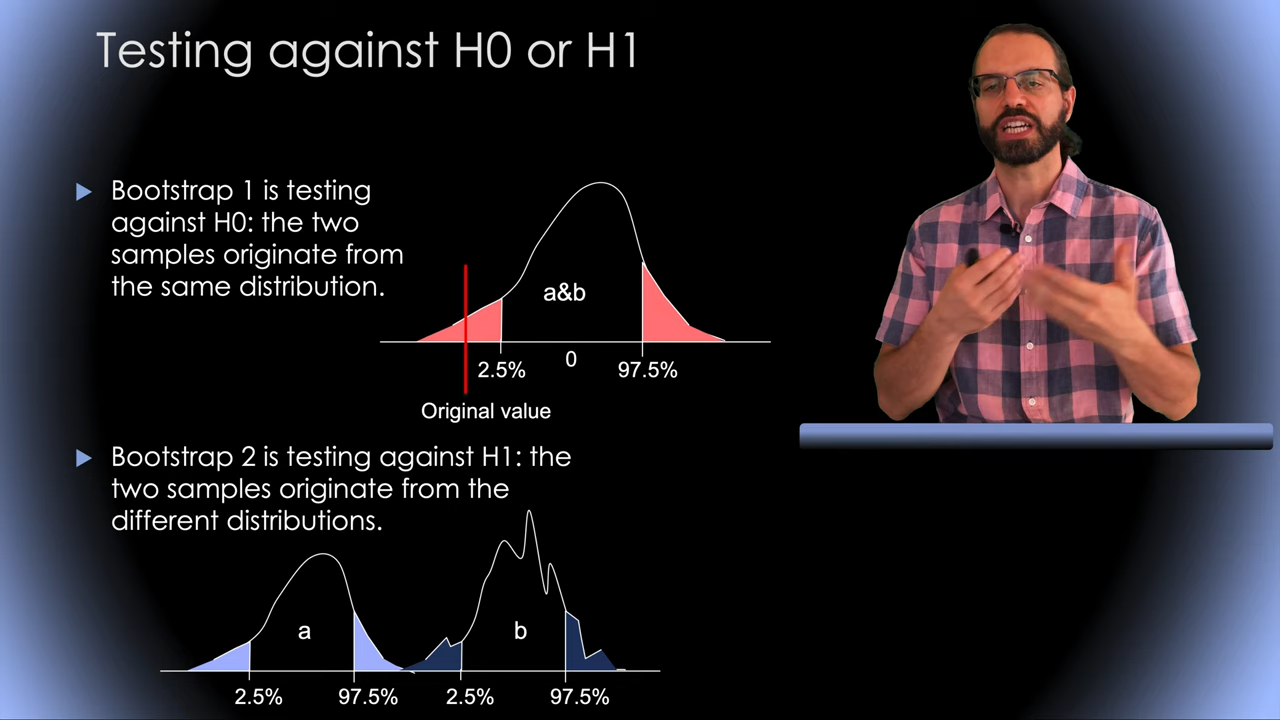 Testing against H0 or H1
Bootstrap 1 is testing
against H0: the two
samples originate from
the same distribution.
a&b
2.5%
0
97.5%
Original value
Bootstrap 2 is testing against H1: the
two samples originate from the
different distributions.
a
b
2.5%
97.5%
2.5%
97.5%